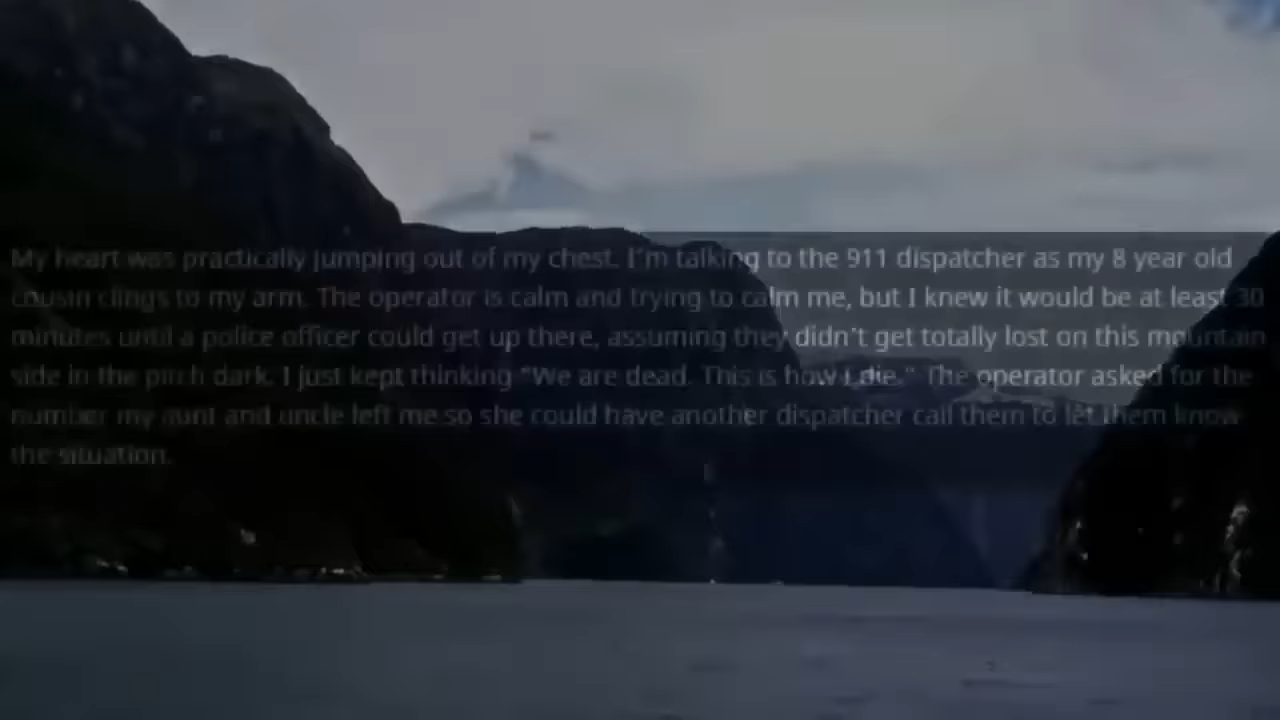 My heart was practically jumping out of my chest. I'm talking to the 911 dispatcher as my 8 year old
cousin clings to my arm. The operator is calm and trying to calm me, but I knew it would be at least 30
minutes until a police officer could get up there, assuming they didn't get totally lost on this mountain
side in the pitch dark. I just kept thinking "We are dead. This is how I die." The operator asked for the
number my aunt and uncle left me so she could have another dispatcher call them to let them know
the situation.